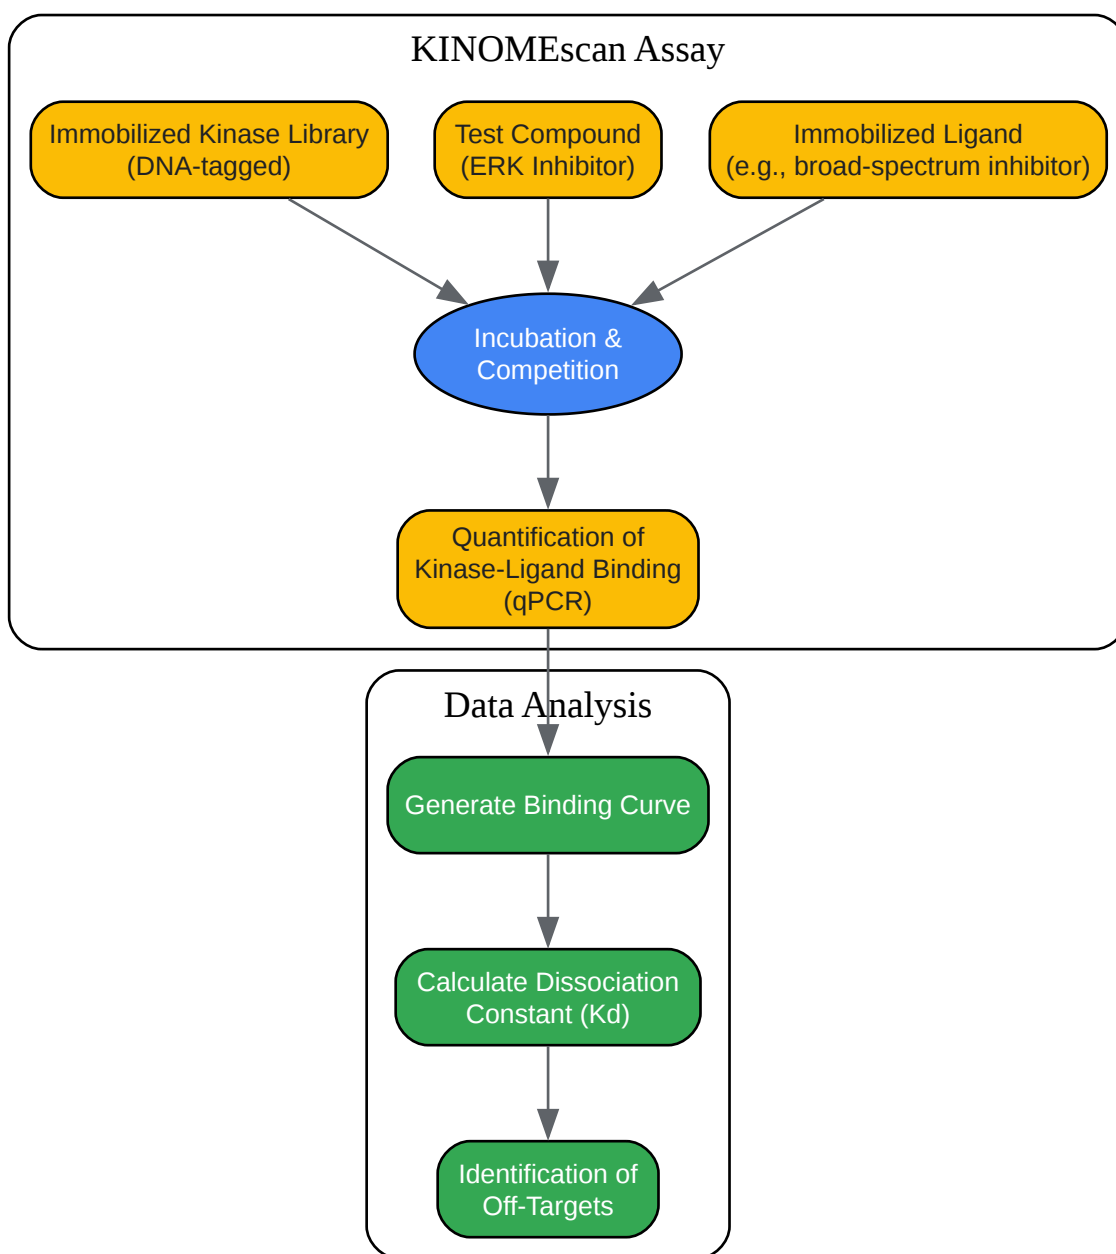 KINOMEscan Assay
Immobilized Kinase Library
(DNA-tagged)
Test Compound
(ERK Inhibitor)
Immobilized Ligand
(e.g., broad-spectrum inhibitor)
Incubation &
Competition
Quantification of
Kinase-Ligand Binding
(qPCR)
Data Analysis
Generate Binding Curve
Calculate Dissociation
Constant (Kd)
Identification of
Off-Targets